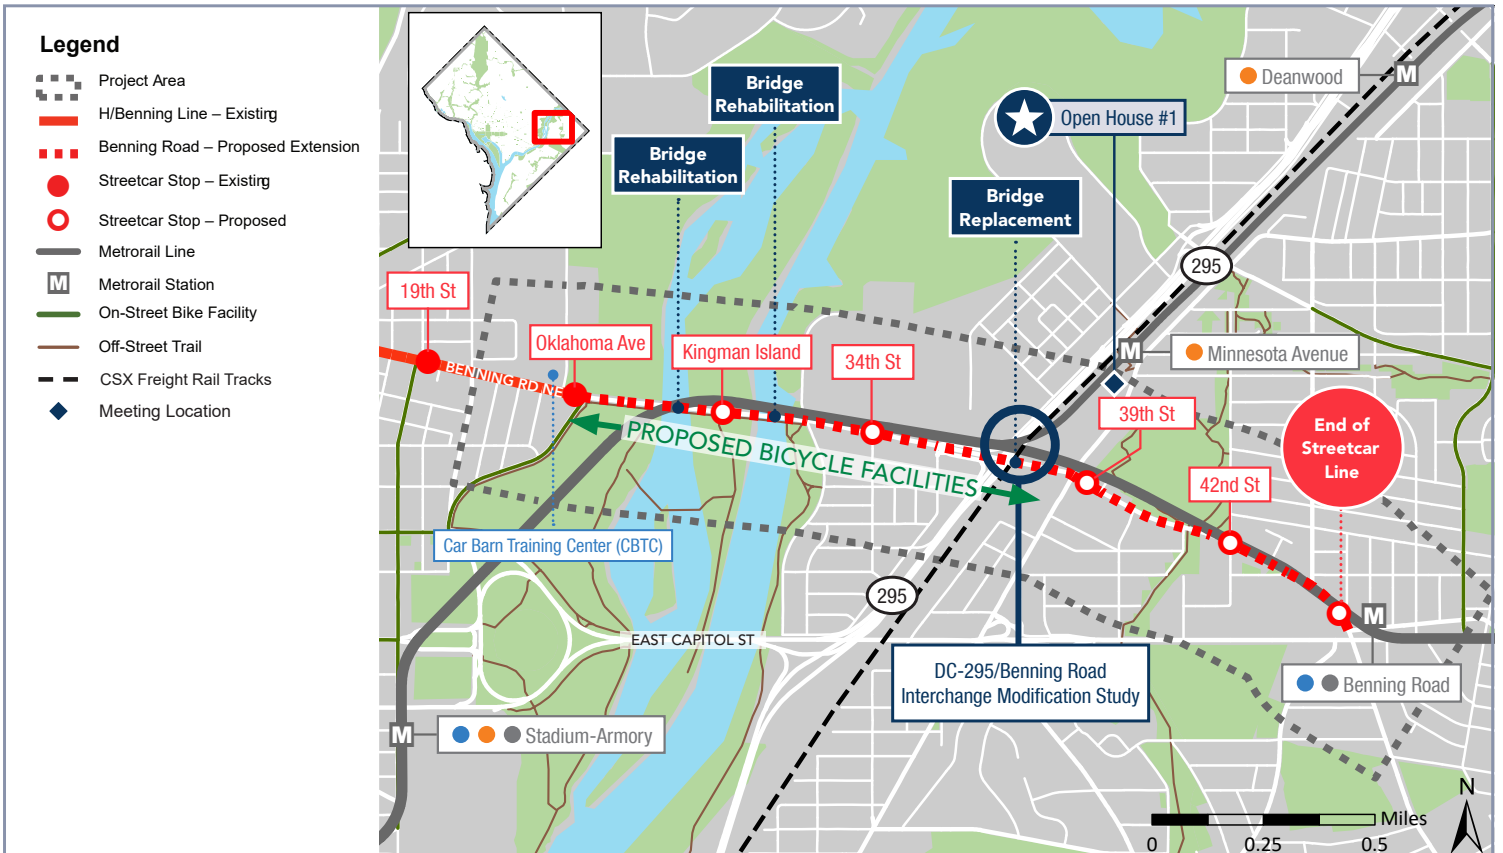 Legend
Project Area
H/Benning Line – Existing
Benning Road – Proposed Extension
Streetcar Stop – Existing
Streetcar Stop – Proposed
Metrorail Line
M
Metrorail Station
On-Street Bike Facility
Off-Street Trail
CSX Freight Rail Tracks
Meeting Location
Bridge
Rehabilitation
Bridge
Rehabilitation
Open House #1
Deanwood
M
Bridge
Replacement
295
19th St
Oklahoma Ave
Kingman Island
34th St
M
Minnesota Avenue
BENNING RD NE
39th St
End of
Streetcar
Line
PROPOSED BICYCLE FACILITIES
42nd St
Car Barn Training Center (CBTC)
295
M
EAST CAPITOL ST
DC-295/Benning Road
Interchange Modification Study
Benning Road
M
Stadium-Armory
N
Miles
0
0.25
0.5